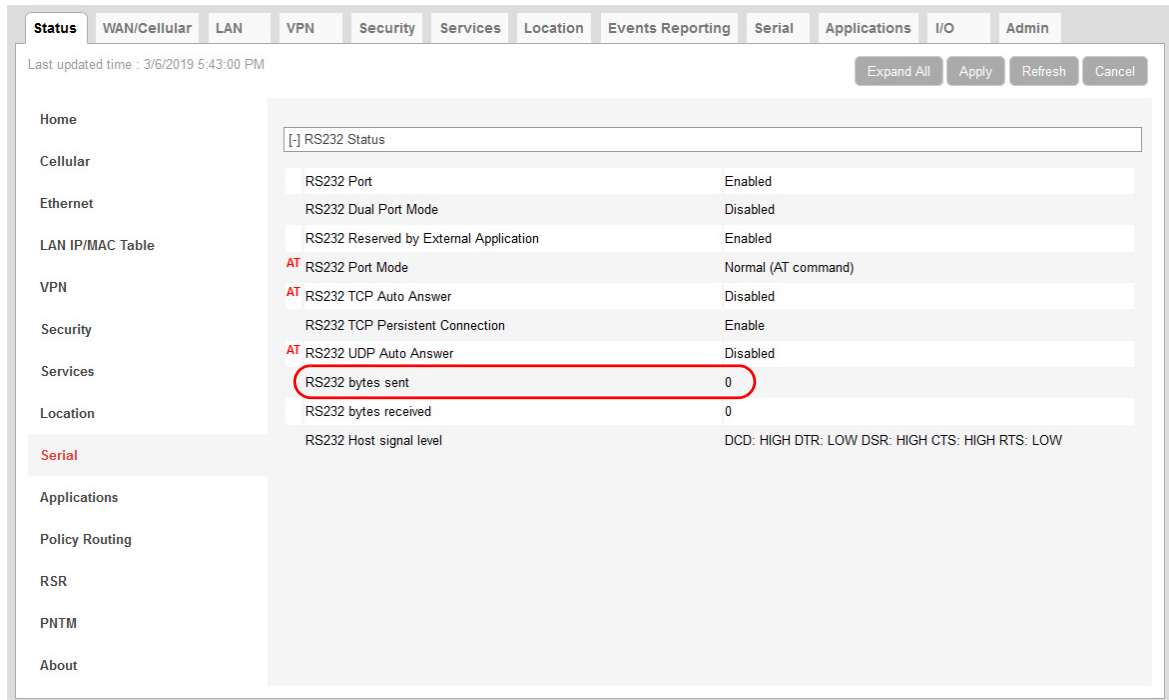 Status WAN/Cellular LAN VPN Security Services Location Events Reporting Serial Applications I/O Admin
Last updated time : 3/6/2019 5:43:00 PM
Expand All Apply Refresh Cancel
Home
Cellular
Ethernet
LAN IP/MAC Table
VPN
Security
Services
Location
Serial
Applications
Policy Routing
RSR
PNTM
About
[-] RS232 Status
RS232 Port Enabled
RS232 Dual Port Mode Disabled
RS232 Reserved by External Application Enabled
AT RS232 Port Mode Normal (AT command)
AT RS232 TCP Auto Answer Disabled
RS232 TCP Persistent Connection Enable
AT RS232 UDP Auto Answer Disabled
RS232 bytes sent 0
RS232 bytes received 0
RS232 Host signal level DCD: HIGH DTR: LOW DSR: HIGH CTS: HIGH RTS: LOW